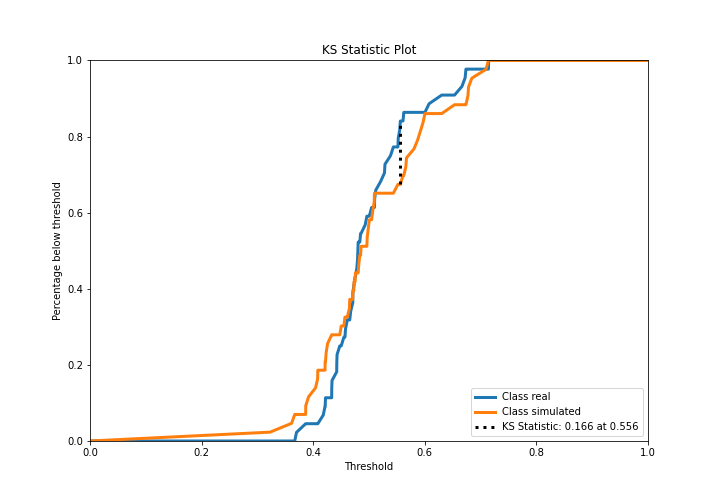 KS Statistic Plot
1.0
0.8
0.6
0.4
0.2
0.0
Percentage below threshold
0.0 0.2 0.4 0.6 0.8 1.0
Threshold
Class real
Class simulated
KS Statistic: 0.166 at 0.556